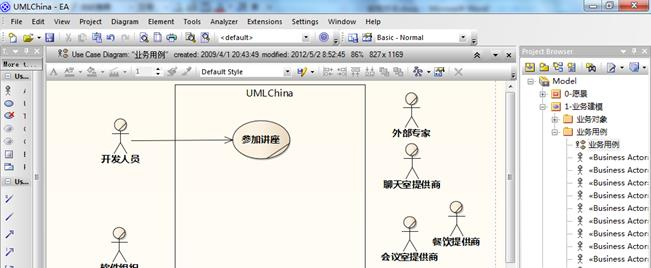 UMLChina - EA
File Edit View Project Diagram Element Tools Analyzer Extensions Settings Window Help
<default> Basic - Normal
Use Case Diagram: "业务用例" created: 2009/4/1 20:43:49 modified: 2012/5/2 8:52:45 86% 827 x 1169
Project Browser
More t...
Default Style
Us...
UMLChina
Model
0-愿景
1-业务建模
业务对象
业务用例
业务用例
«Business Actor»
«Business Actor»
«Business Actor»
«Business Actor»
«Business Actor»
«Business Actor»
«Business Actor»
«Business Actor»
外部专家
参加讲座
开发人员
聊天室提供商
Us...
餐饮提供商
会议室提供商
软件组织